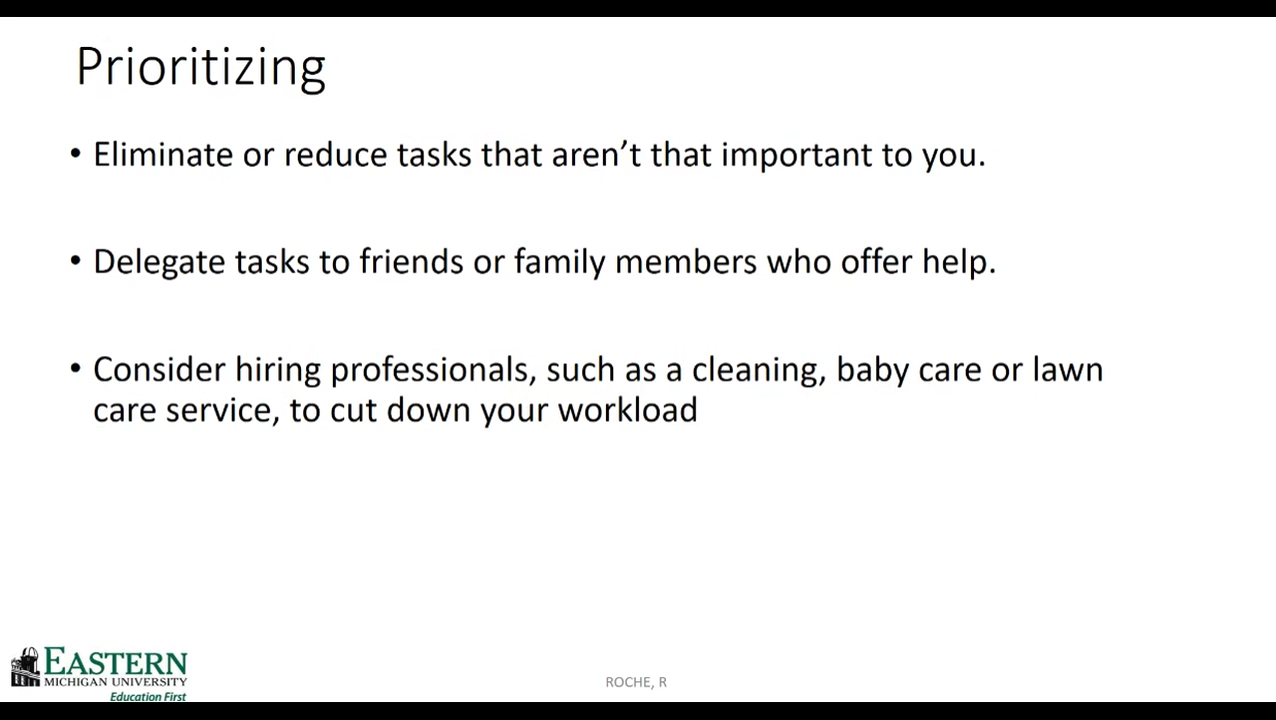 Prioritizing
• Eliminate or reduce tasks that aren’t that important to you.
• Delegate tasks to friends or family members who offer help.
• Consider hiring professionals, such as a cleaning, baby care or lawn
care service, to cut down your workload
EASTERN
MICHIGAN UNIVERSITY
Education First
ROCHE, R